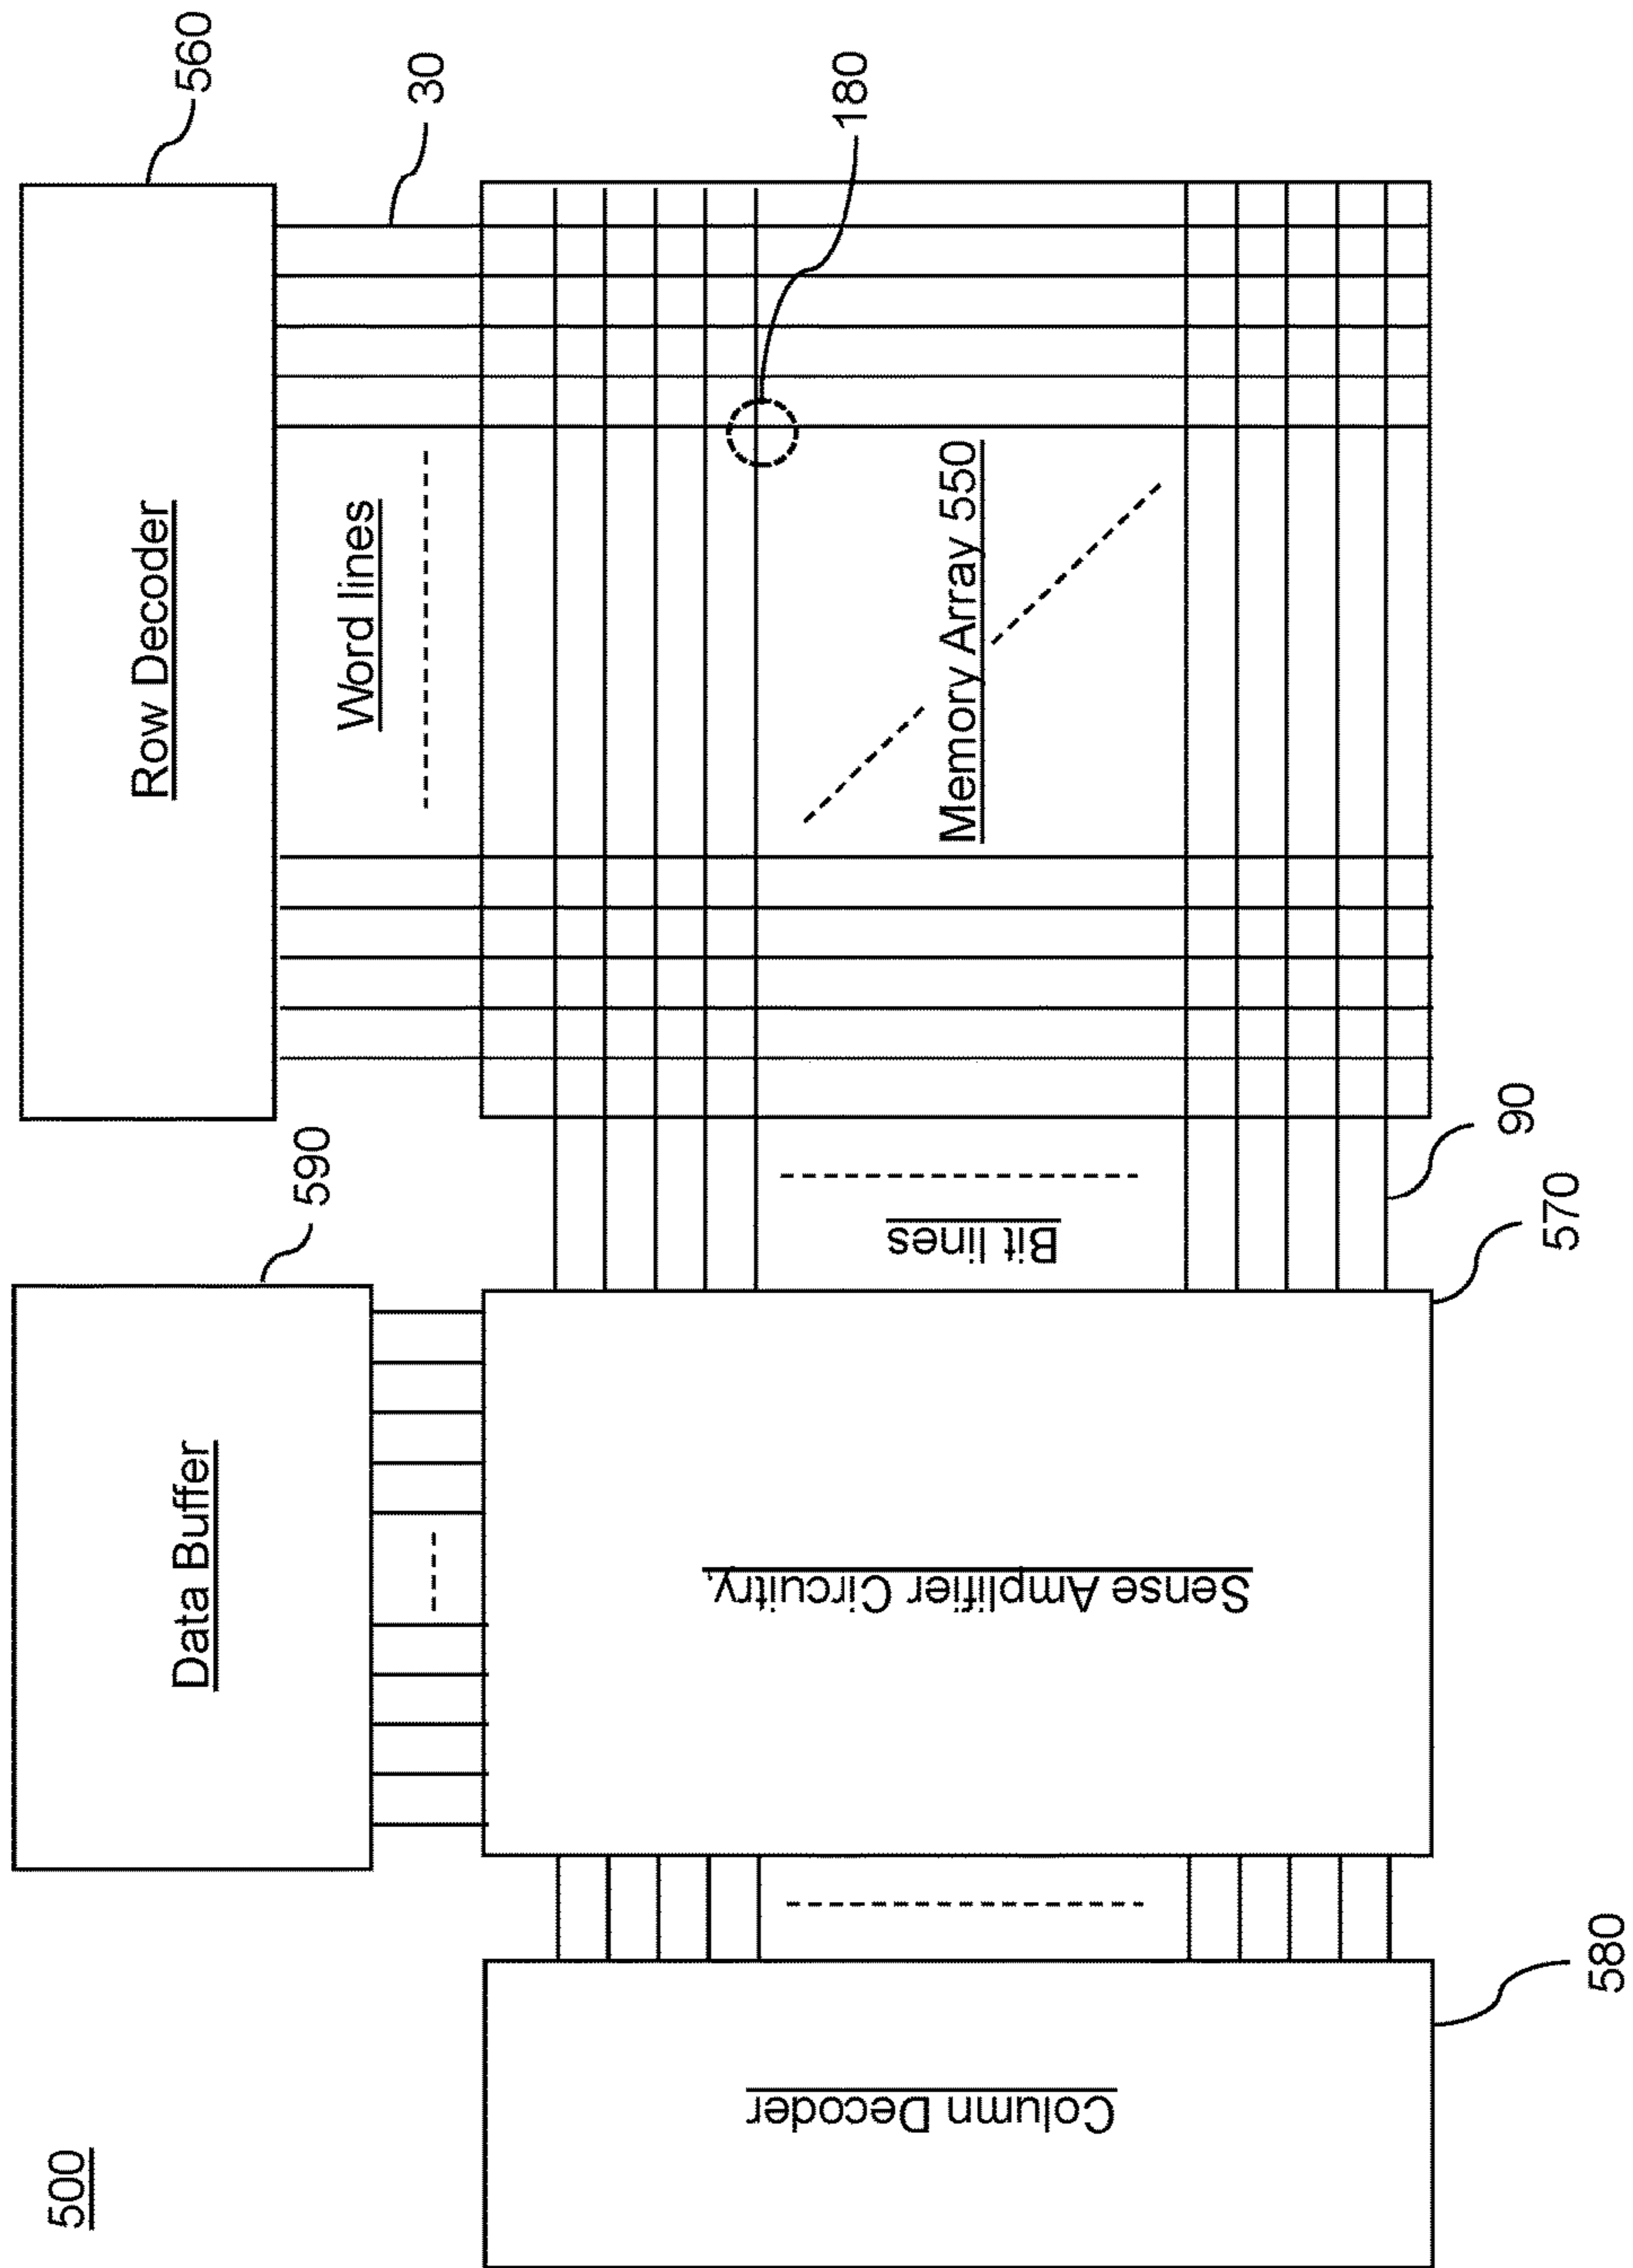 500
Row Decoder
560
Data Buffer
590
Word lines
30
180
Column Decoder
Sense Amplifier Circuitry,
Bit lines
Memory Array 550
90
570
580